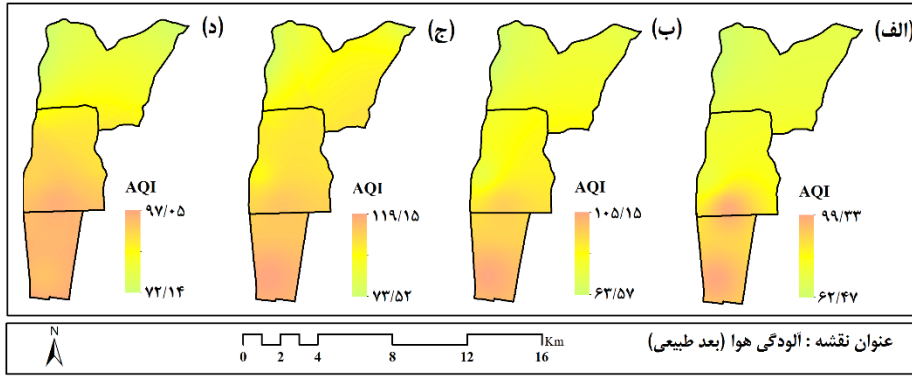 (الف)
AQI
۹۹/۳۳
۶۲/۴۷
(ب)
AQI
۱۰۵/۱۵
۶۳/۵۷
(ج)
AQI
۱۱۹/۱۵
۷۳/۵۲
(د)
AQI
۹۷/۰۵
۷۲/۱۴
عنوان نقشه : آلودگی هوا (بعد طبیعی)
Km
0 2 4 8 12 16
N